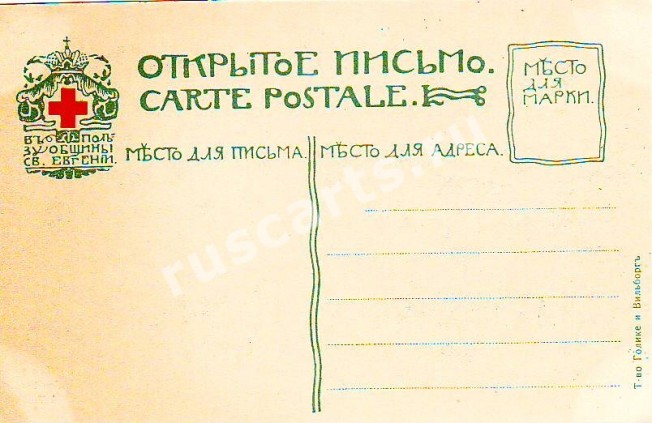 ОТКРЫТОЕ ПИСЬМО.
CARTE POSTALE.
МѢСТО
ДЛЯ
МАРКИ.
ВЪ ПОЛЬ
ЗУ ОБЩИНЫ
СВ. ЕВГЕНІИ.
МѢСТО ДЛЯ ПИСЬМА.
МѢСТО ДЛЯ АДРЕСА.
Т-во Голике и Вильборгъ
ruscarts.ru